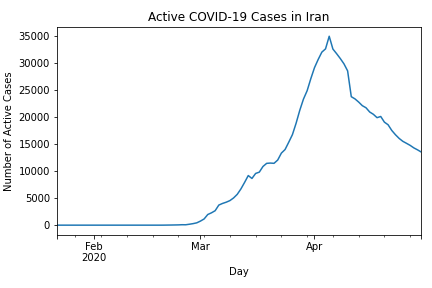 Active COVID-19 Cases in Iran
35000
30000
25000
20000
15000
10000
5000
0
Number of Active Cases
Feb
2020
Mar
Apr
Day